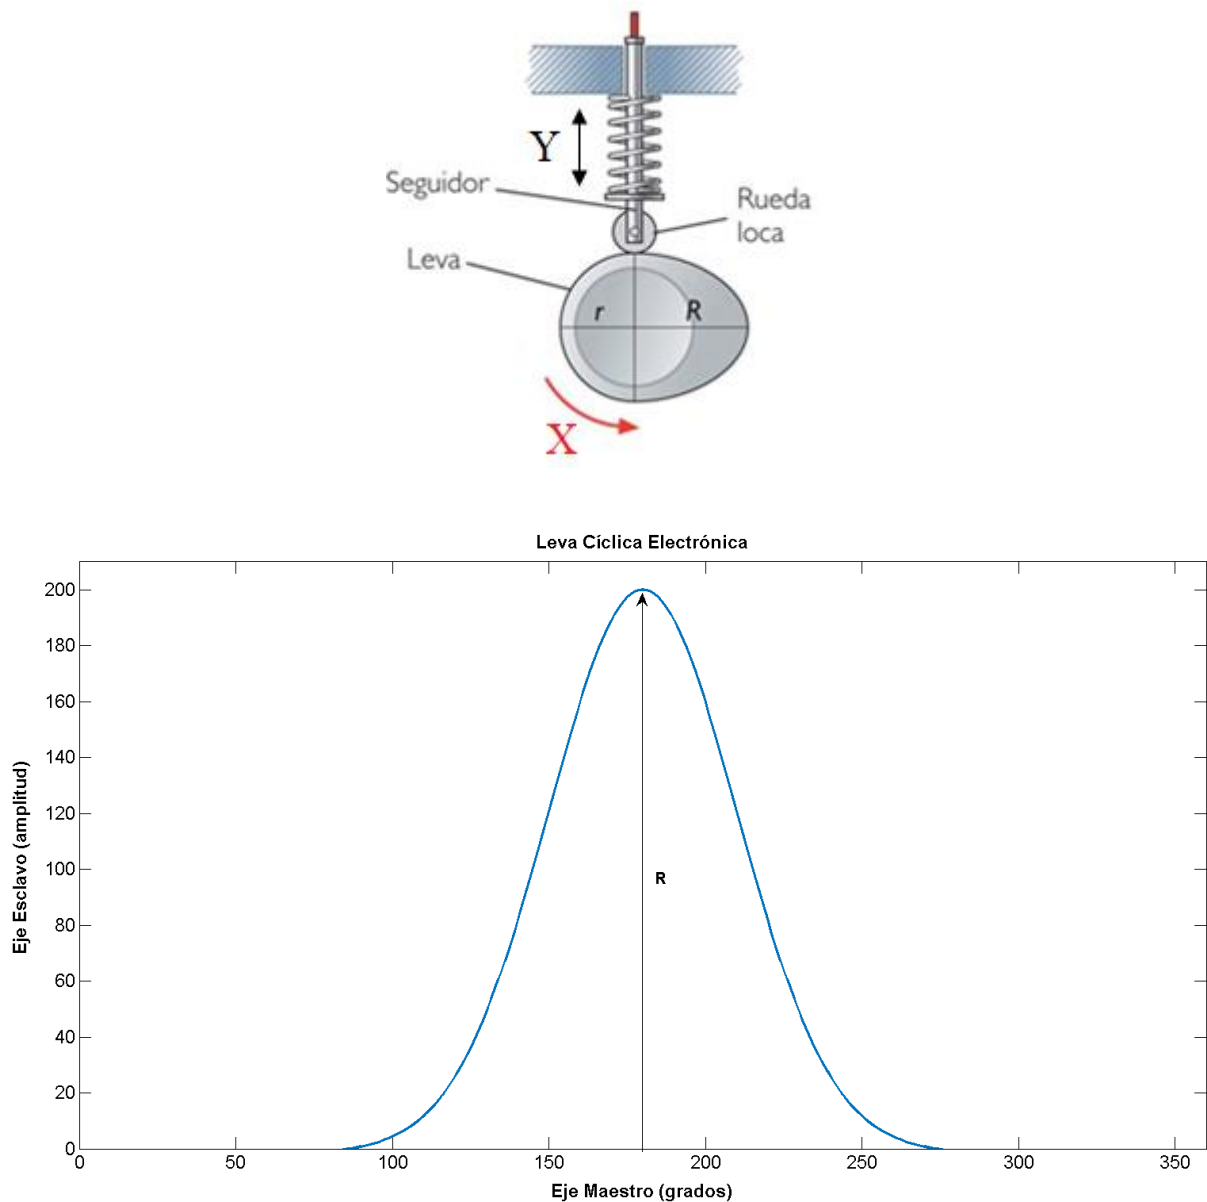 Y
Seguidor
Rueda
loca
Leva
r
R
X
Leva Cíclica Electrónica
200
180
160
140
120
100
80
60
40
20
0
Eje Esclavo (amplitud)
R
0 50 100 150 200 250 300 350
Eje Maestro (grados)